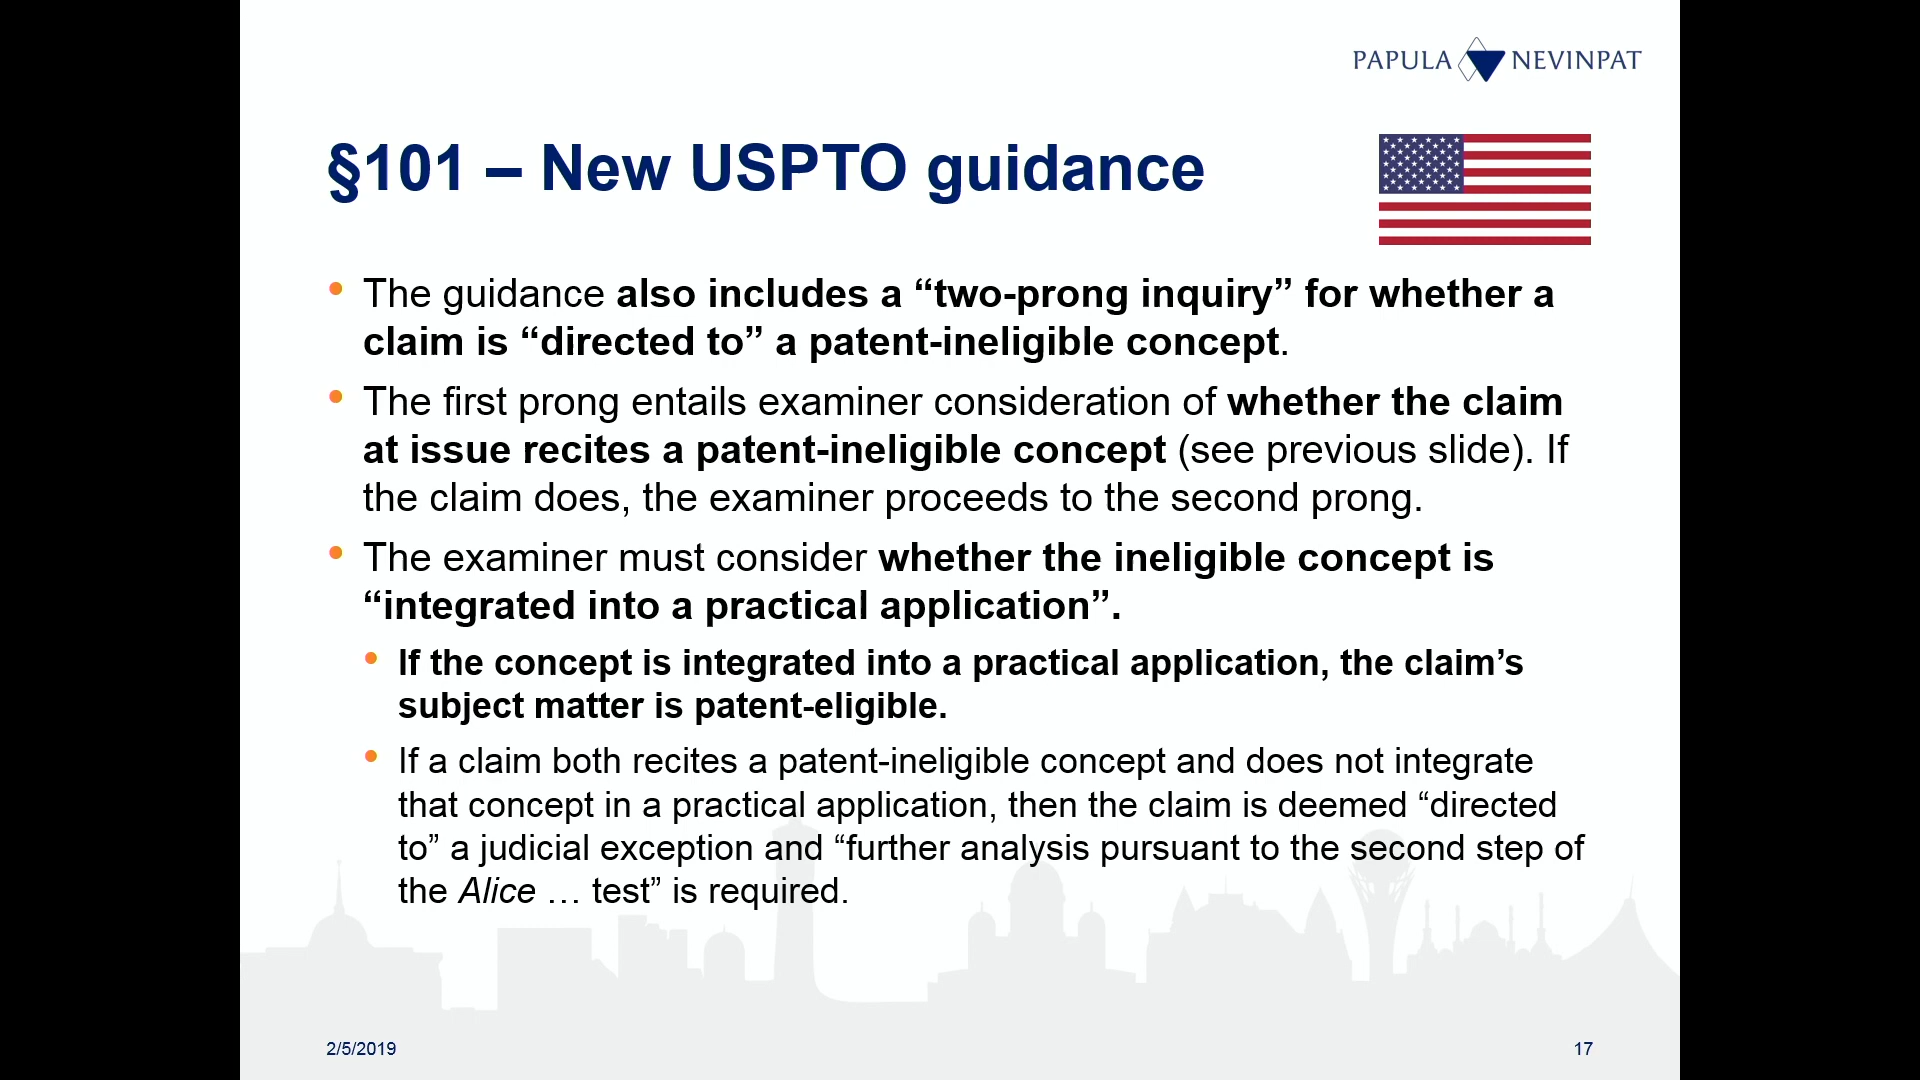 PAPULA NEVINPAT
§101 – New USPTO guidance
• The guidance also includes a “two-prong inquiry” for whether a
claim is “directed to” a patent-ineligible concept.
• The first prong entails examiner consideration of whether the claim
at issue recites a patent-ineligible concept (see previous slide). If
the claim does, the examiner proceeds to the second prong.
• The examiner must consider whether the ineligible concept is
“integrated into a practical application”.
• If the concept is integrated into a practical application, the claim’s
subject matter is patent-eligible.
• If a claim both recites a patent-ineligible concept and does not integrate
that concept in a practical application, then the claim is deemed “directed
to” a judicial exception and “further analysis pursuant to the second step of
the Alice … test” is required.
2/5/2019
17